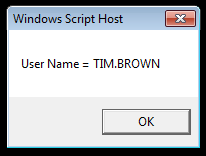 Windows Script Host
User Name = TIM.BROWN
OK